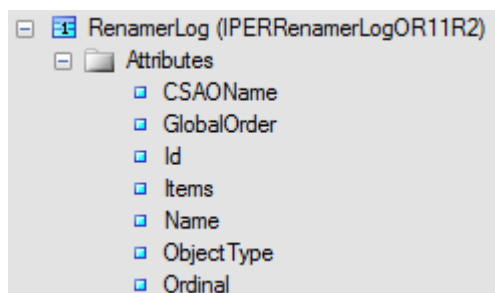 RenamerLog (IPERRenamerLogOR11R2)
Attributes
CSAOName
GlobalOrder
Id
Items
Name
ObjectType
Ordinal